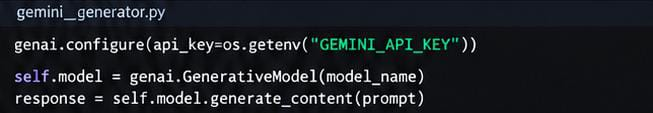 gemini_generator.py
genai.configure(api_key=os.getenv("GEMINI_API_KEY"))
self.model = genai.GenerativeModel(model_name)
response = self.model.generate_content(prompt)